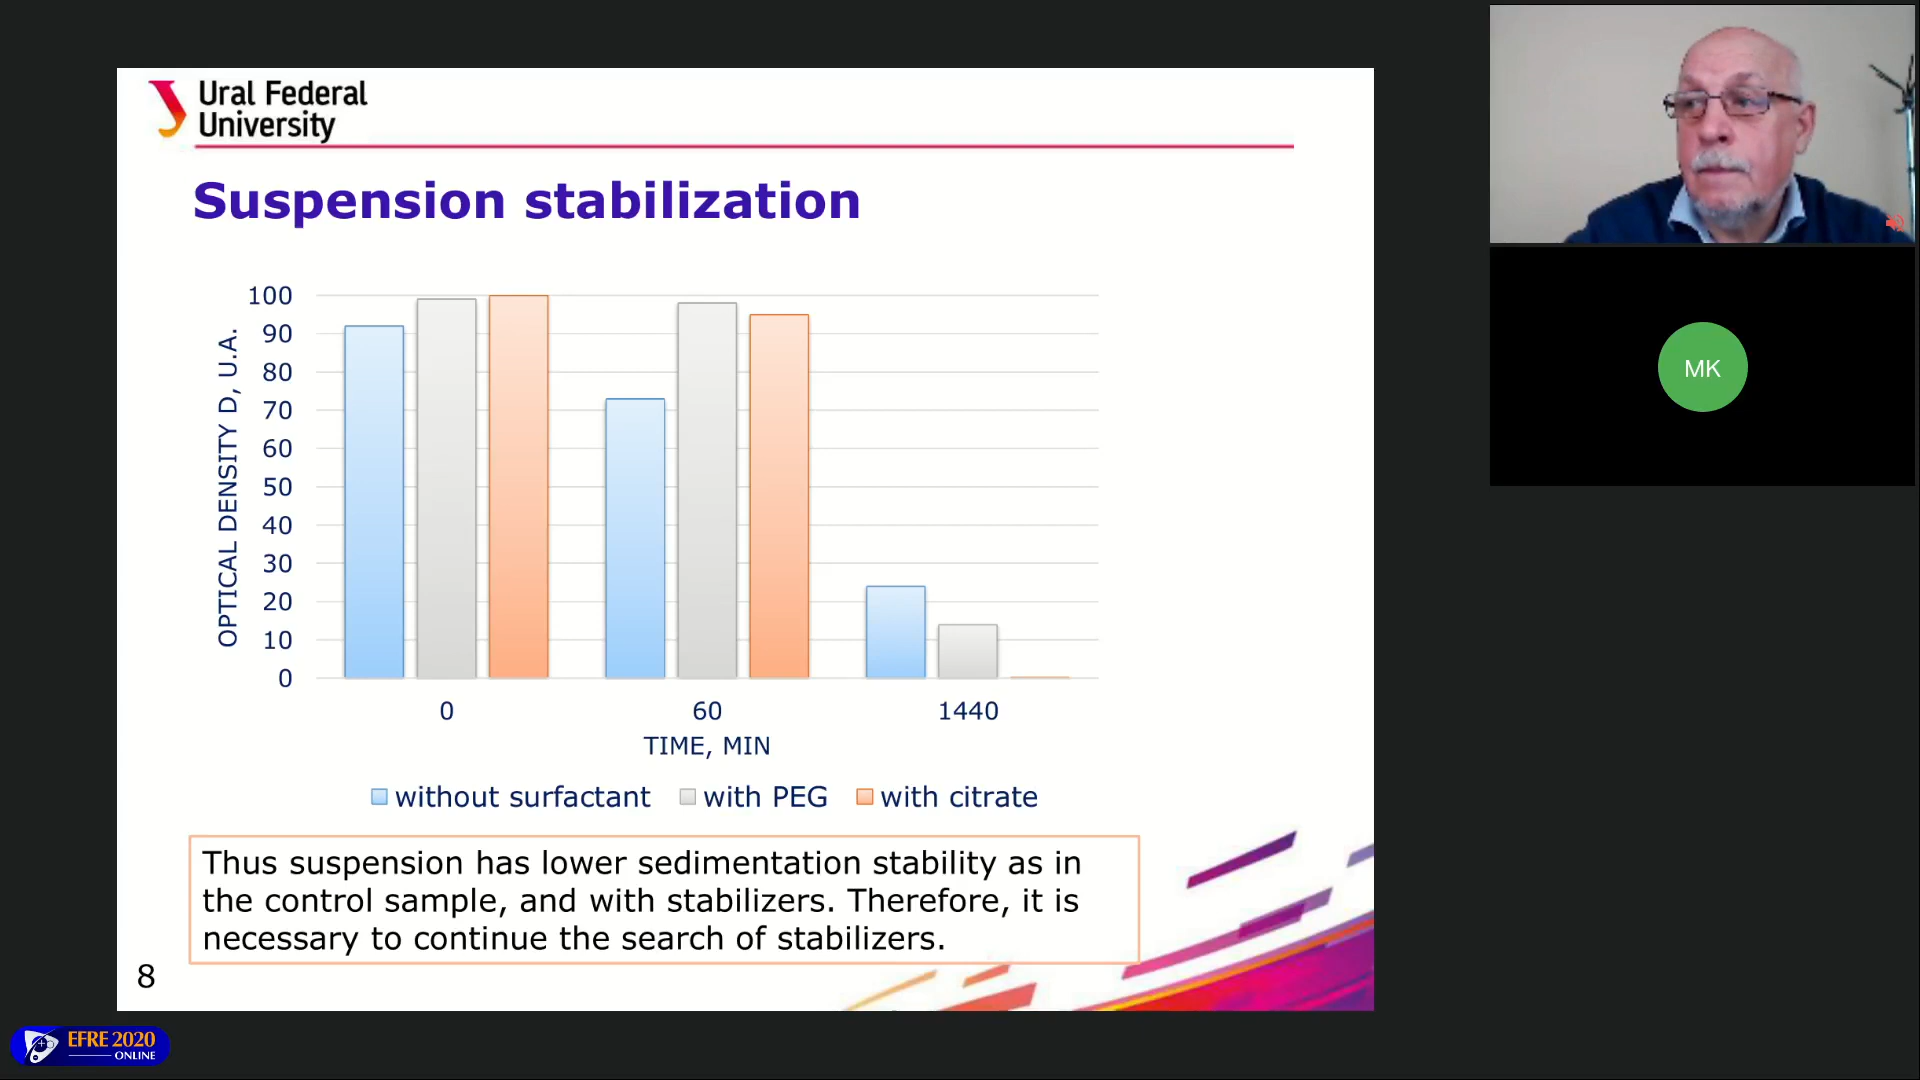 Ural Federal
University
Suspension stabilization
OPTICAL DENSITY D, U.A.
100
90
80
70
60
50
40
30
20
10
0
0 60 1440
TIME, MIN
without surfactant with PEG with citrate
Thus suspension has lower sedimentation stability as in
the control sample, and with stabilizers. Therefore, it is
necessary to continue the search of stabilizers.
8
MK
EFRE 2020
ONLINE